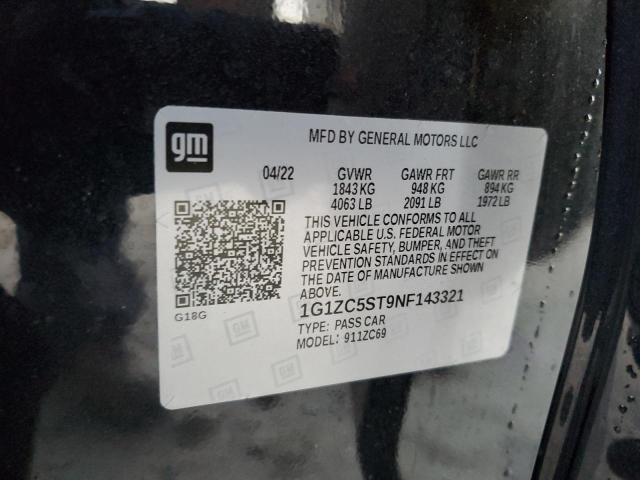 gm
MFD BY GENERAL MOTORS LLC
04/22 GVWR GAWR FRT GAWR RR
1843 KG 948 KG 894 KG
4063 LB 2091 LB 1972 LB
THIS VEHICLE CONFORMS TO ALL
APPLICABLE U.S. FEDERAL MOTOR
VEHICLE SAFETY, BUMPER, AND THEFT
PREVENTION STANDARDS IN EFFECT ON
THE DATE OF MANUFACTURE SHOWN
ABOVE.
G18G
1G1ZC5ST9NF143321
TYPE: PASS CAR
MODEL: 911ZC69